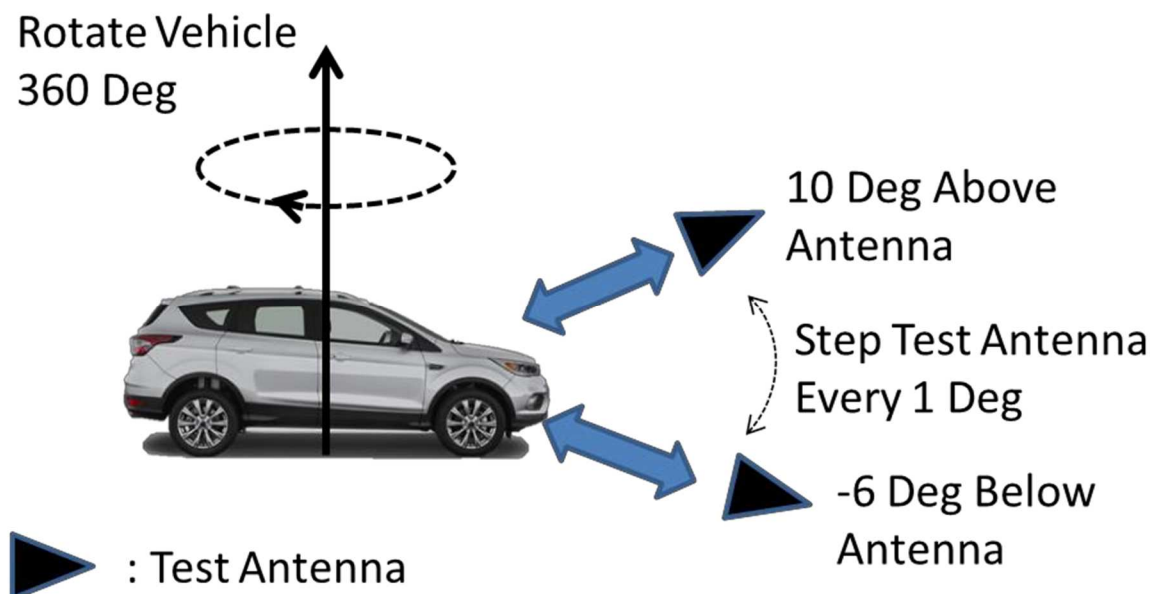 Rotate Vehicle
360 Deg
10 Deg Above
Antenna
Step Test Antenna
Every 1 Deg
-6 Deg Below
Antenna
: Test Antenna